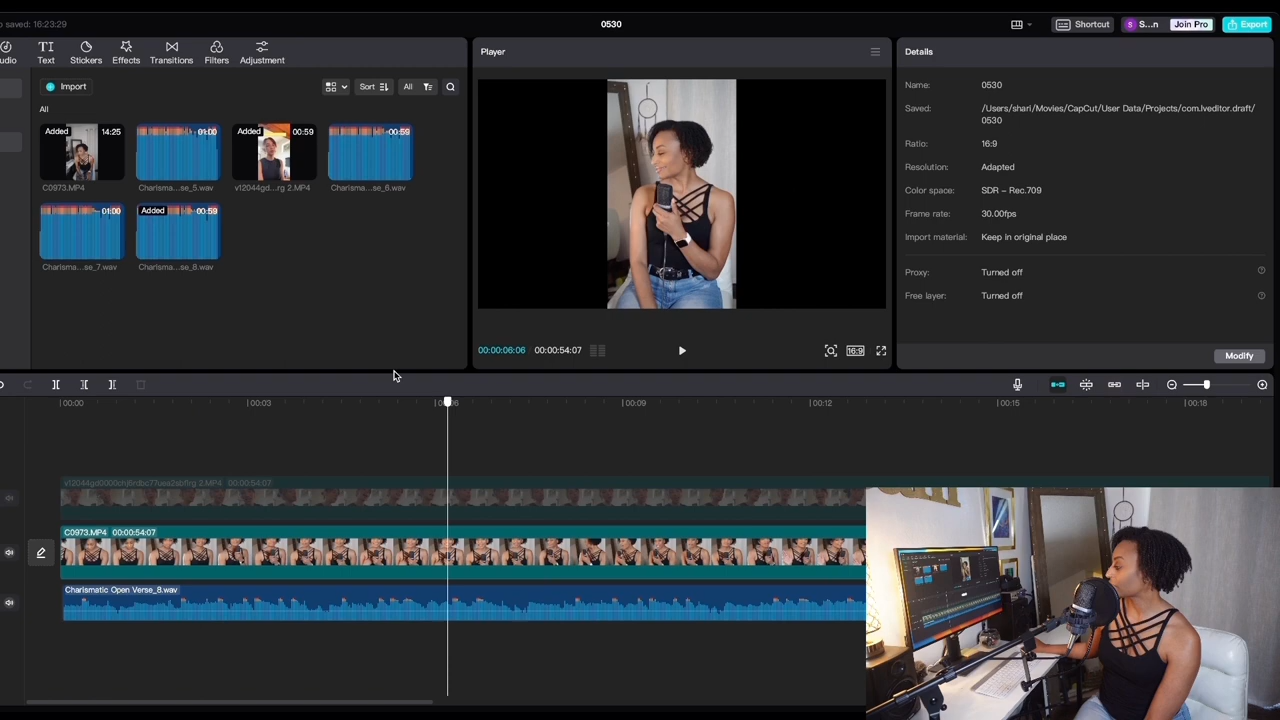 o saved: 16:23:29
0530
Shortcut
S...n
Join Pro
Export
udio
Text
Stickers
Effects
Transitions
Filters
Adjustment
Import
Sort
All
All
Added 14:25
C0973.MP4
01:00
Charisma...se_5.wav
Added 00:59
v12044gd...rg 2.MP4
00:59
Charisma...se_6.wav
01:00
Charisma...se_7.wav
Added 00:59
Charisma...se_8.wav
Player
00:00:06:06 00:00:54:07
16:9
Details
Name: 0530
Saved: /Users/shari/Movies/CapCut/User Data/Projects/com.lveditor.draft/
0530
Ratio: 16:9
Resolution: Adapted
Color space: SDR – Rec.709
Frame rate: 30.00fps
Import material: Keep in original place
Proxy: Turned off
Free layer: Turned off
Modify
00:00 00:03 00:06 00:09 00:12 00:15 00:18
2.MP4 00:00:54:07
C0973.MP4 00:00:54:07
Charismatic Open Verse_8.wav